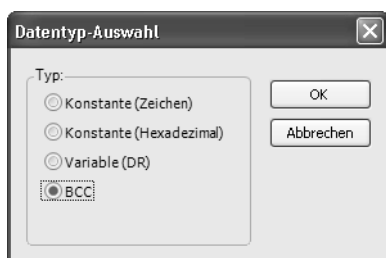 Datentyp-Auswahl
Typ:
Konstante (Zeichen)
Konstante (Hexadezimal)
Variable (DR)
BCC
OK
Abbrechen